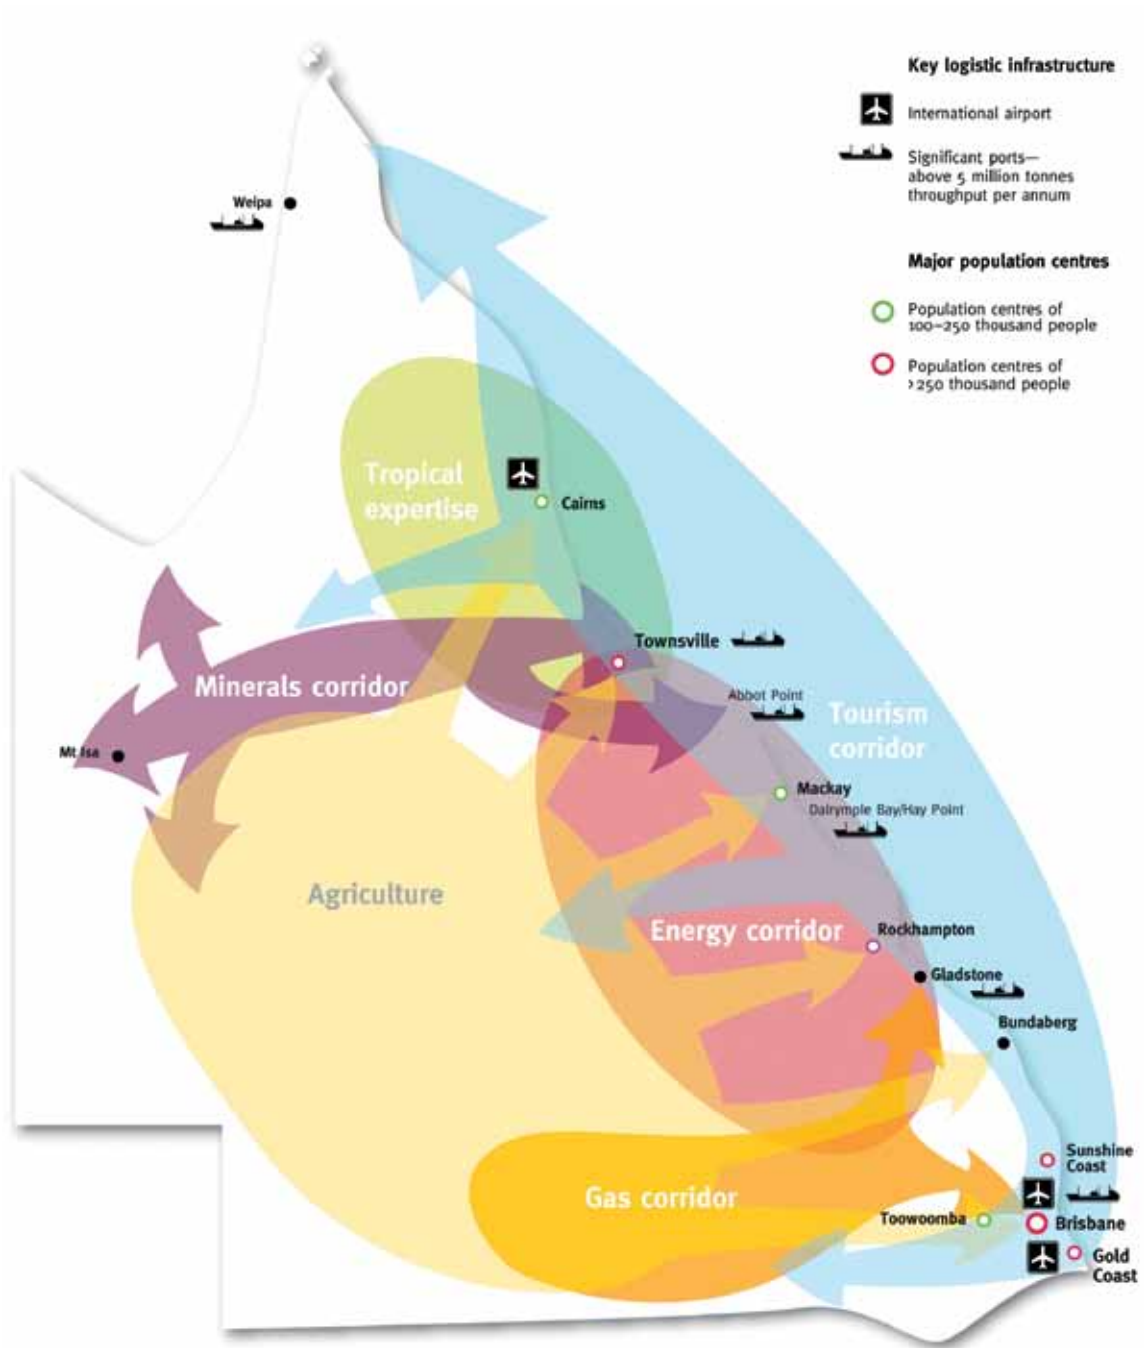 Key logistic infrastructure
International airport
Significant ports—
above 5 million tonnes
throughput per annum
Major population centres
Population centres of
100–250 thousand people
Population centres of
>250 thousand people
Weipa
Tropical
expertise
Cairns
Townsville
Minerals corridor
Abbot Point
Tourism
corridor
Mt Isa
Mackay
Dalrymple Bay/Hay Point
Agriculture
Energy corridor
Rockhampton
Gladstone
Bundaberg
Sunshine
Coast
Gas corridor
Toowoomba
Brisbane
Gold
Coast